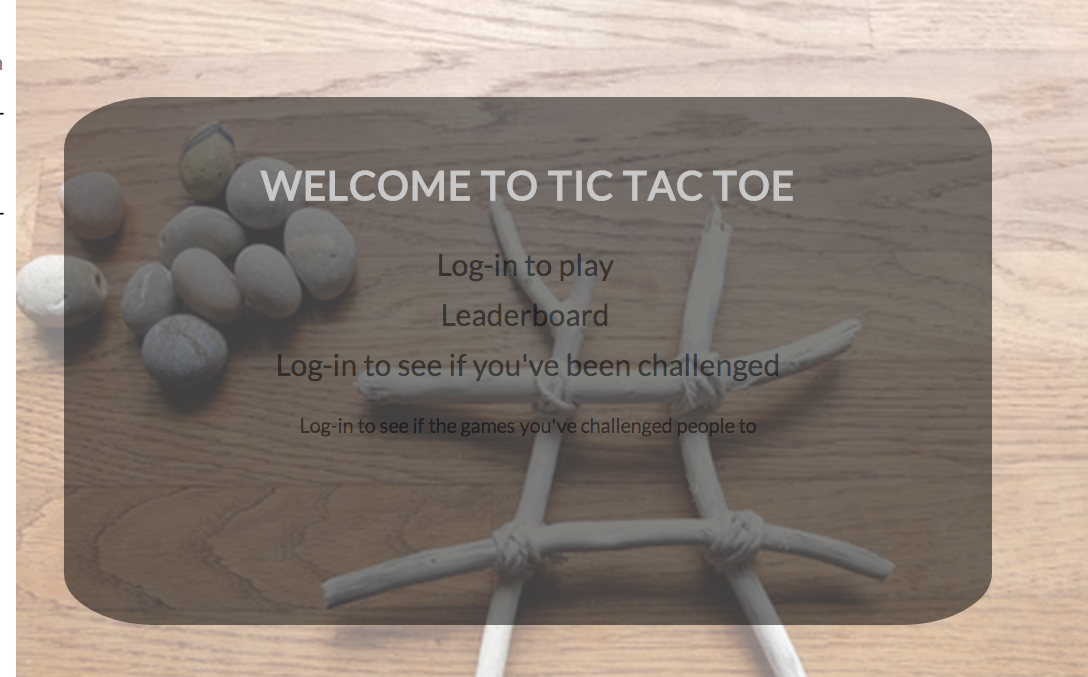 WELCOME TO TIC TAC TOE
Log-in to play
Leaderboard
Log-in to see if you've been challenged
Log-in to see if the games you've challenged people to